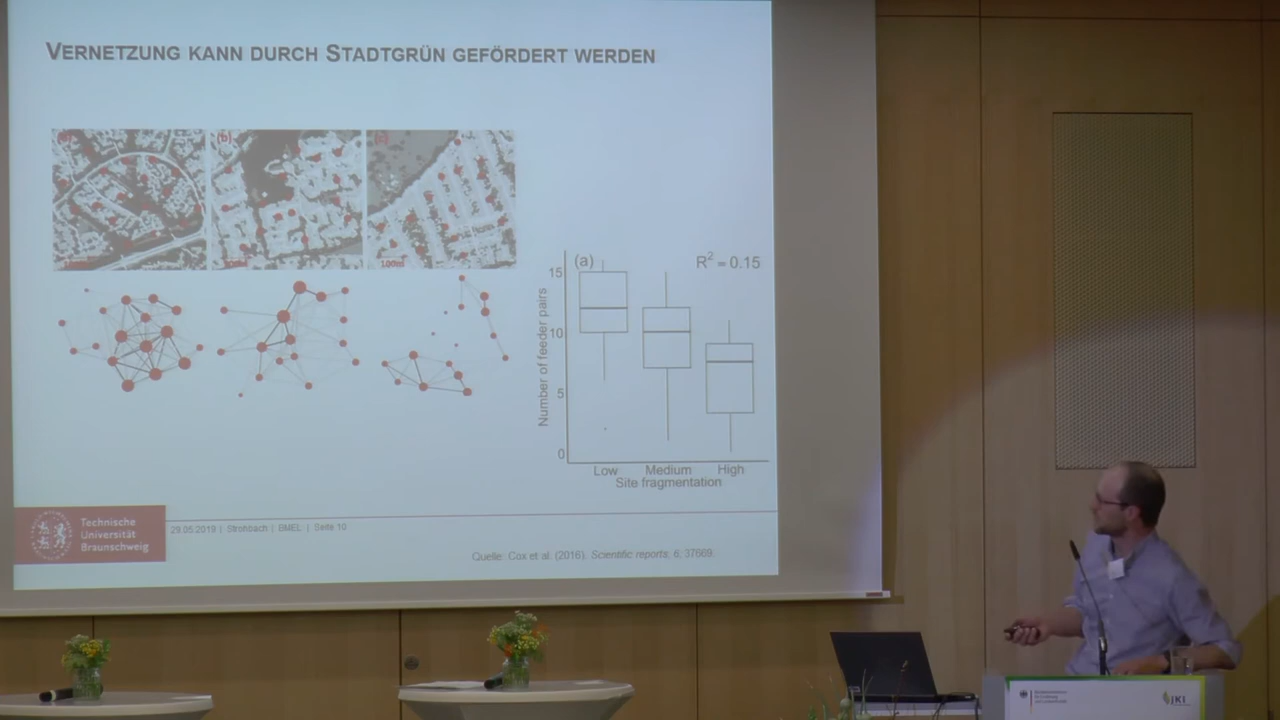 VERNETZUNG KANN DURCH STADTGRÜN GEFÖRDERT WERDEN
(b)
(c)
100m
(a)
R² = 0.15
Number of feeder pairs
15
10
5
0
Low Medium High
Site fragmentation
Technische
Universität
Braunschweig
29.05.2019 | Strohbach | BMEL | Seite 10
Quelle: Cox et al. (2016). Scientific reports: 6: 37669.
JKI